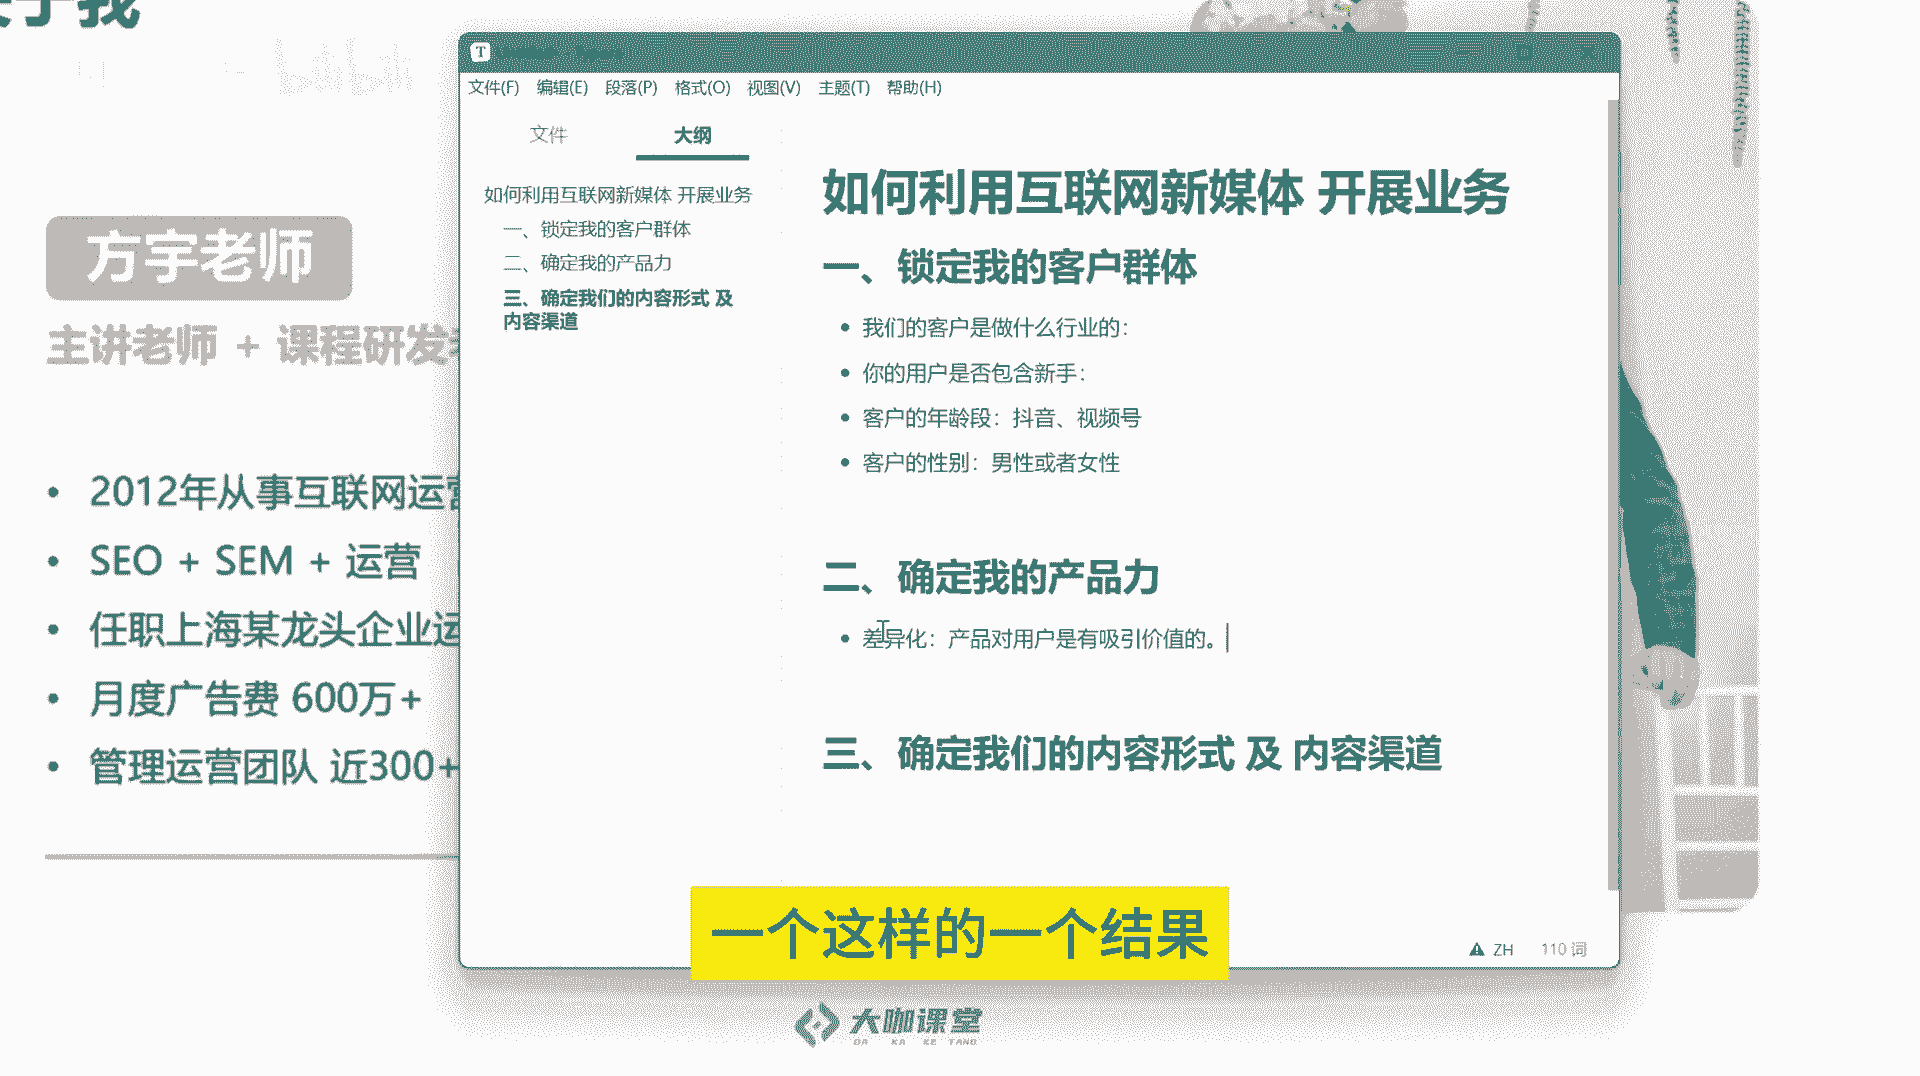 关于我
bilibili
方宇老师
主讲老师 + 课程研发
2012年从事互联网运营
SEO + SEM + 运营
任职上海某龙头企业运
月度广告费 600万+
管理运营团队 近300+
T
文件(F) 编辑(E) 段落(P) 格式(O) 视图(V) 主题(T) 帮助(H)
文件 大纲
如何利用互联网新媒体 开展业务
一、锁定我的客户群体
二、确定我的产品力
三、确定我们的内容形式 及
内容渠道
如何利用互联网新媒体 开展业务
一、锁定我的客户群体
我们的客户是做什么行业的：
你的用户是否包含新手：
客户的年龄段：抖音、视频号
客户的性别：男性或者女性
二、确定我的产品力
差异化：产品对用户是有吸引价值的。
三、确定我们的内容形式 及 内容渠道
ZH 110 词
一个这样的一个结果
大咖课堂
DA KA KE TANG